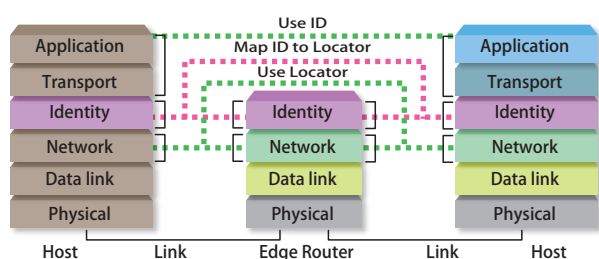 Use ID
Application Map ID to Locator Application
Transport Use Locator Transport
Identity Identity Identity
Network Network Network
Data link Data link Data link
Physical Physical Physical
Host Link Edge Router Link Host